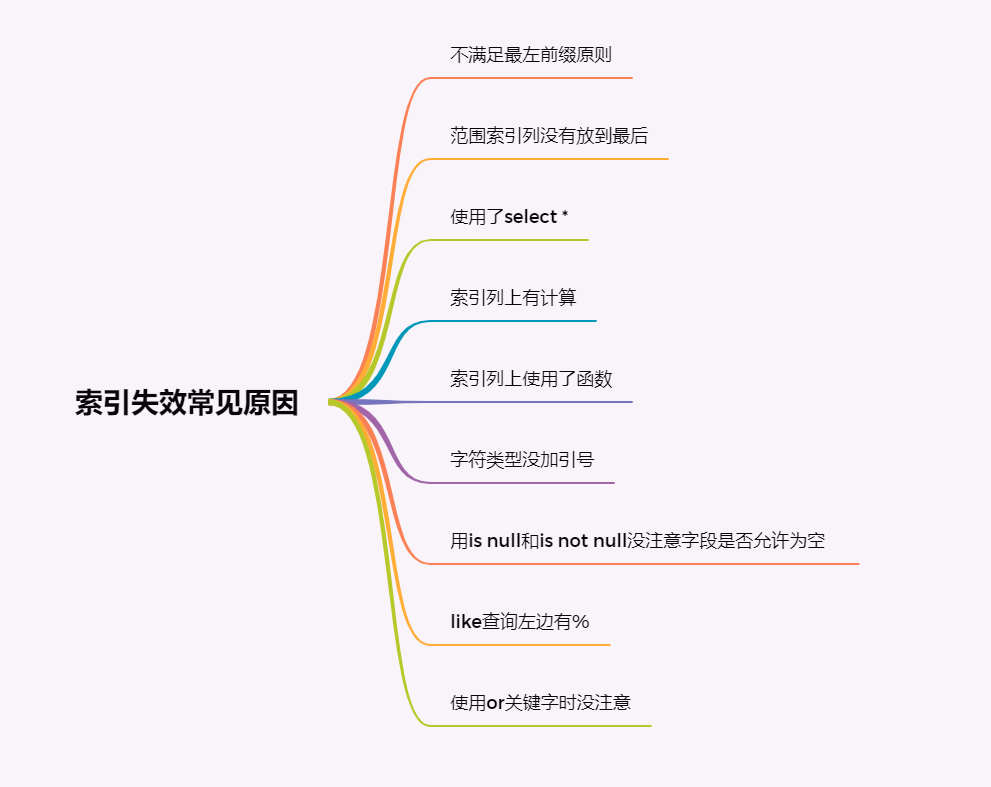 不满足最左前缀原则
范围索引列没有放到最后
使用了select *
索引列上有计算
索引列上使用了函数
索引失效常见原因
字符类型没加引号
用is null和is not null没注意字段是否允许为空
like查询左边有%
使用or关键字时没注意